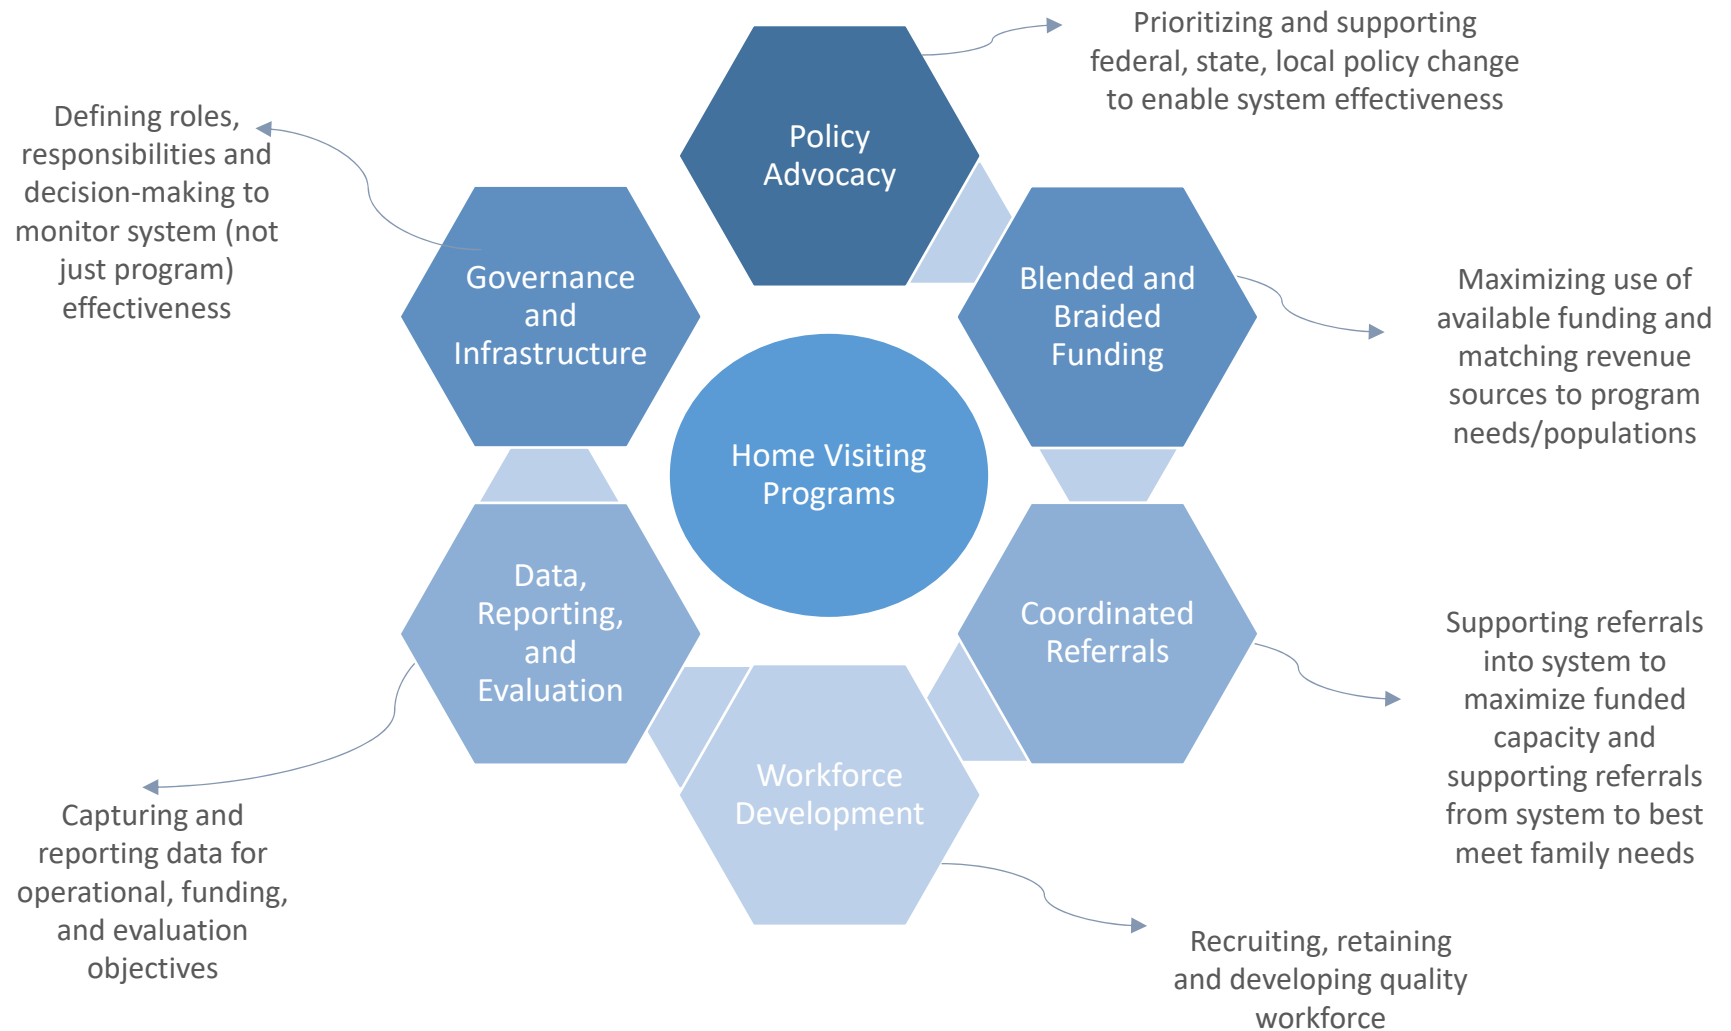 Prioritizing and supporting
federal, state, local policy change
to enable system effectiveness
Policy
Advocacy
Defining roles,
responsibilities and
decision-making to
monitor system (not
just program)
effectiveness
Governance
and
Infrastructure
Blended and
Braided
Funding
Maximizing use of
available funding and
matching revenue
sources to program
needs/populations
Home Visiting
Programs
Data,
Reporting,
and
Evaluation
Coordinated
Referrals
Supporting referrals
into system to
maximize funded
capacity and
supporting referrals
from system to best
meet family needs
Workforce
Development
Capturing and
reporting data for
operational, funding,
and evaluation
objectives
Recruiting, retaining
and developing quality
workforce